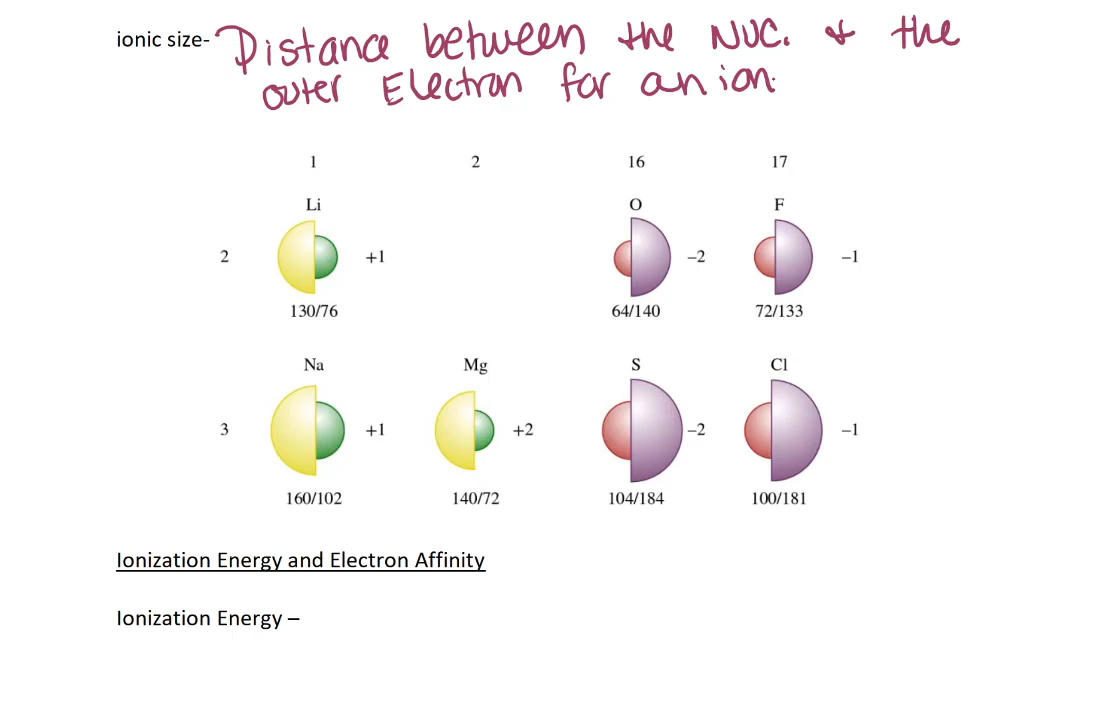 ionic size- Distance between the Nuc. & the
outer Electron for an ion.
1 2 16 17
Li O F
2 +1 –2 –1
130/76 64/140 72/133
Na Mg S Cl
3 +1 +2 –2 –1
160/102 140/72 104/184 100/181
Ionization Energy and Electron Affinity
Ionization Energy –